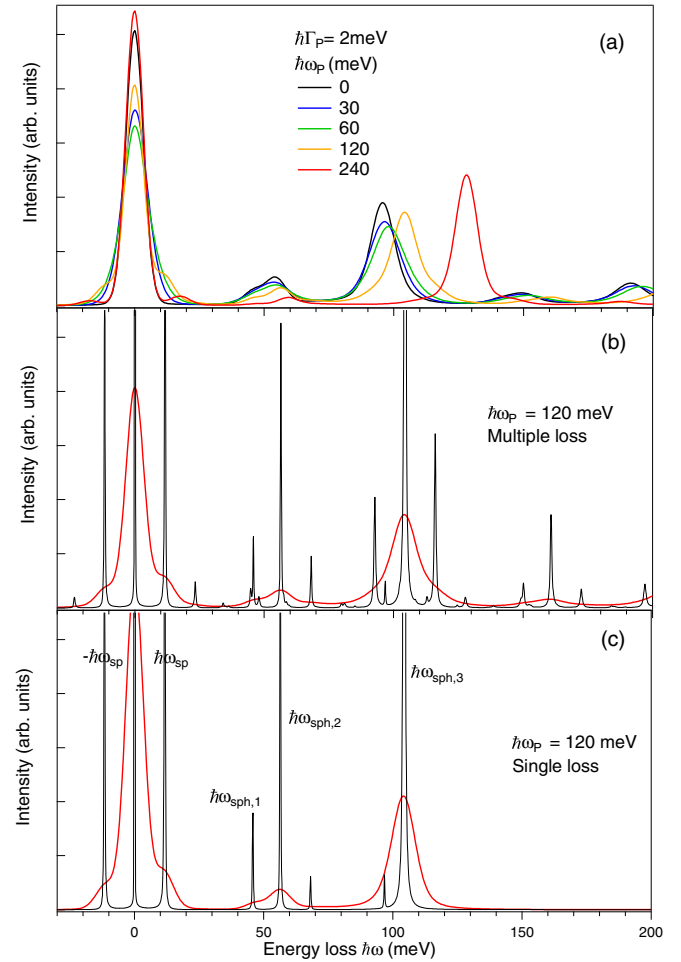 (a)
ℏΓP = 2meV
ℏωP (meV)
0
30
60
120
240
Intensity (arb. units)
(b)
ℏωP = 120 meV
Multiple loss
Intensity (arb. units)
(c)
-ℏωsp
ℏωsp
ℏωsph,3
ℏωsph,2
ℏωP = 120 meV
Single loss
ℏωsph,1
Intensity (arb. units)
0 50 100 150 200
Energy loss ℏω (meV)